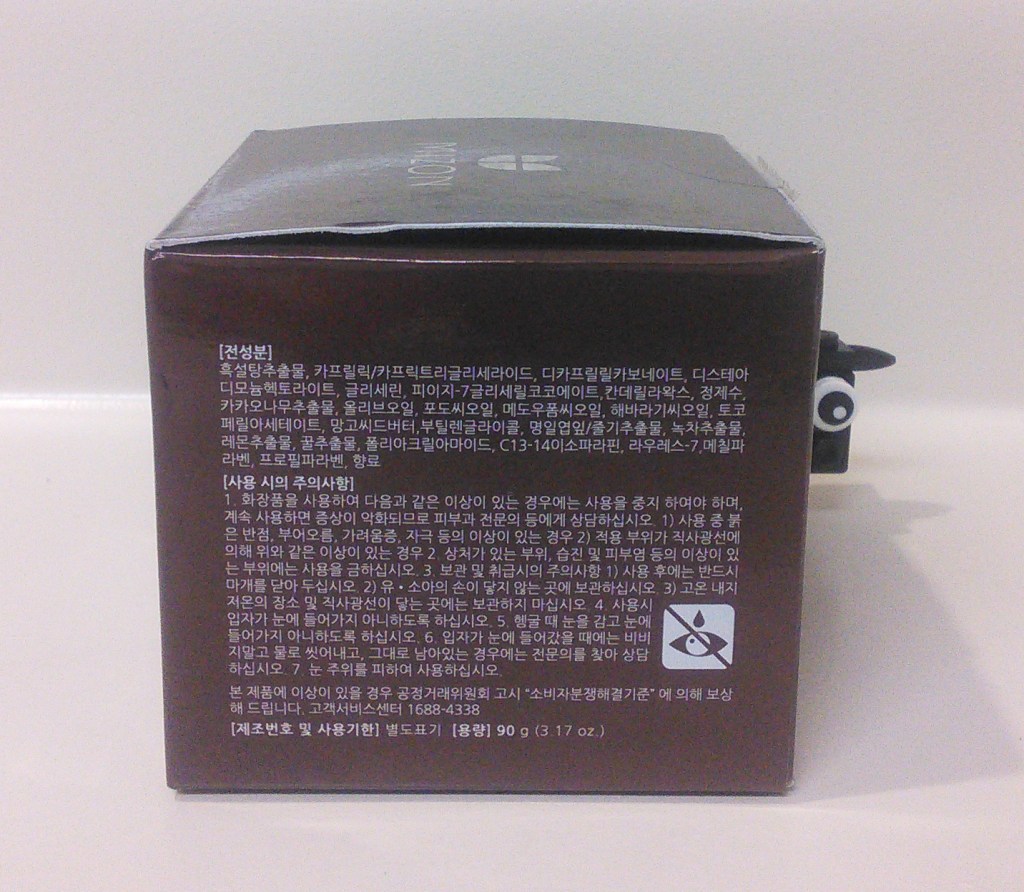 MIZON
[전성분]
흑설탕추출물, 카프릴릭/카프릭트리글리세라이드, 디카프릴릴카보네이트, 디스테아
디모늄헥토라이트, 글리세린, 피이지-7글리세릴코코에이트,칸데릴라왁스, 정제수,
카카오나무추출물, 올리브오일, 포도씨오일, 메도우폼씨오일, 해바라기씨오일, 토코
페릴아세테이트, 망고씨드버터,부틸렌글라이콜, 명일엽잎/줄기추출물, 녹차추출물,
레몬추출물, 꿀추출물, 폴리아크릴아마이드, C13-14이소파라핀, 라우레스-7,메칠파
라벤, 프로필파라벤, 향료
[사용 시의 주의사항]
1. 화장품을 사용하여 다음과 같은 이상이 있는 경우에는 사용을 중지 하여야 하며,
계속 사용하면 증상이 악화되므로 피부과 전문의 등에게 상담하십시오. 1) 사용 중 붉
은 반점, 부어오름, 가려움증, 자극 등의 이상이 있는 경우 2) 적용 부위가 직사광선에
의해 위와 같은 이상이 있는 경우 2. 상처가 있는 부위, 습진 및 피부염 등의 이상이 있
는 부위에는 사용을 금하십시오. 3. 보관 및 취급시의 주의사항 1) 사용 후에는 반드시
마개를 닫아 두십시오. 2) 유·소아의 손이 닿지 않는 곳에 보관하십시오. 3) 고온 내지
저온의 장소 및 직사광선이 닿는 곳에는 보관하지 마십시오. 4. 사용시
입자가 눈에 들어가지 아니하도록 하십시오. 5. 헹굴 때 눈을 감고 눈에
들어가지 아니하도록 하십시오. 6. 입자가 눈에 들어갔을 때에는 비비
지말고 물로 씻어내고, 그대로 남아있는 경우에는 전문의를 찾아 상담
하십시오. 7. 눈 주위를 피하여 사용하십시오.
본 제품에 이상이 있을 경우 공정거래위원회 고시 "소비자분쟁해결기준" 에 의해 보상
해 드립니다. 고객서비스센터 1688-4338
[제조번호 및 사용기한] 별도표기 [용량] 90 g (3.17 oz.)